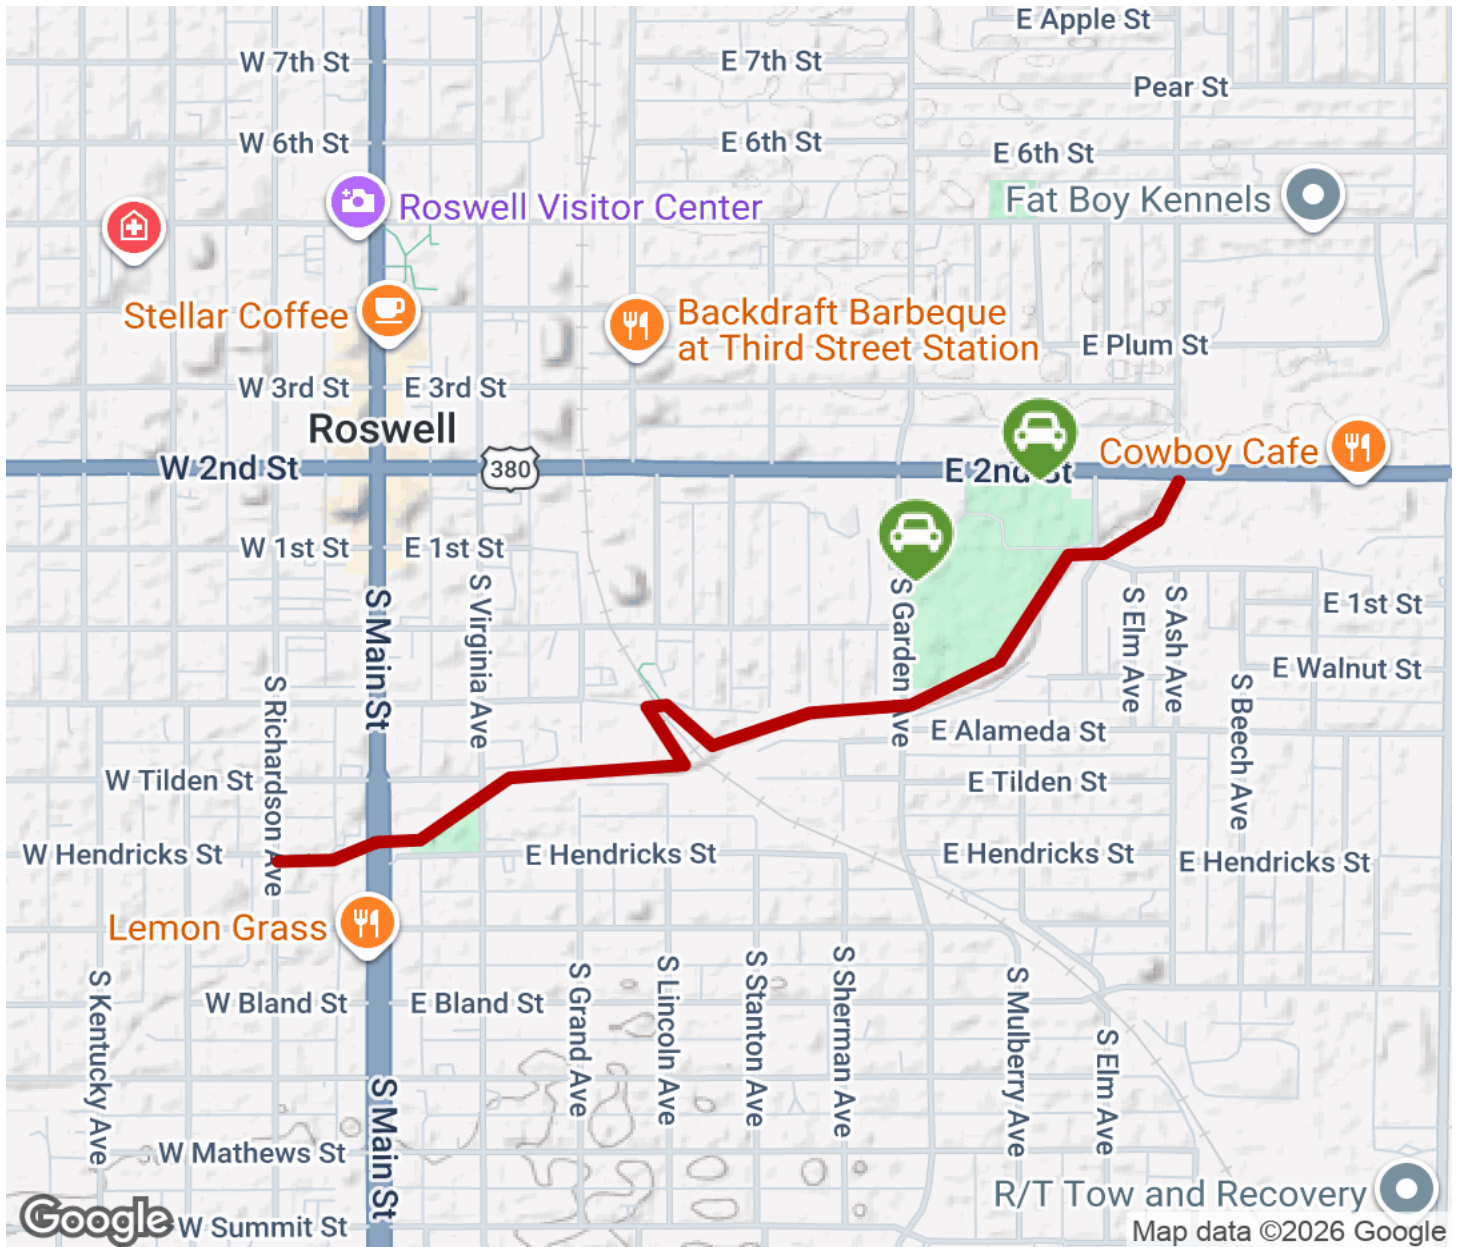 E Apple St
W 7th St
E 7th St
Pear St
W 6th St
E 6th St
E 6th St
Roswell Visitor Center
Fat Boy Kennels
Stellar Coffee
Backdraft Barbeque
at Third Street Station
E Plum St
W 3rd St
E 3rd St
Roswell
Cowboy Cafe
W 2nd St
380
E 2nd St
W 1st St
E 1st St
S Virginia Ave
S Main St
S Garden Ave
S Elm Ave
S Ash Ave
E 1st St
E Walnut St
S Richardson Ave
S Beech Ave
E Alameda St
W Tilden St
E Tilden St
W Hendricks St
E Hendricks St
E Hendricks St
E Hendricks St
Lemon Grass
S Kentucky Ave
W Bland St
E Bland St
S Grand Ave
S Lincoln Ave
S Stanton Ave
S Sherman Ave
S Mulberry Ave
S Elm Ave
S Main St
W Mathews St
R/T Tow and Recovery
Google
W Summit St
Map data ©2026 Google